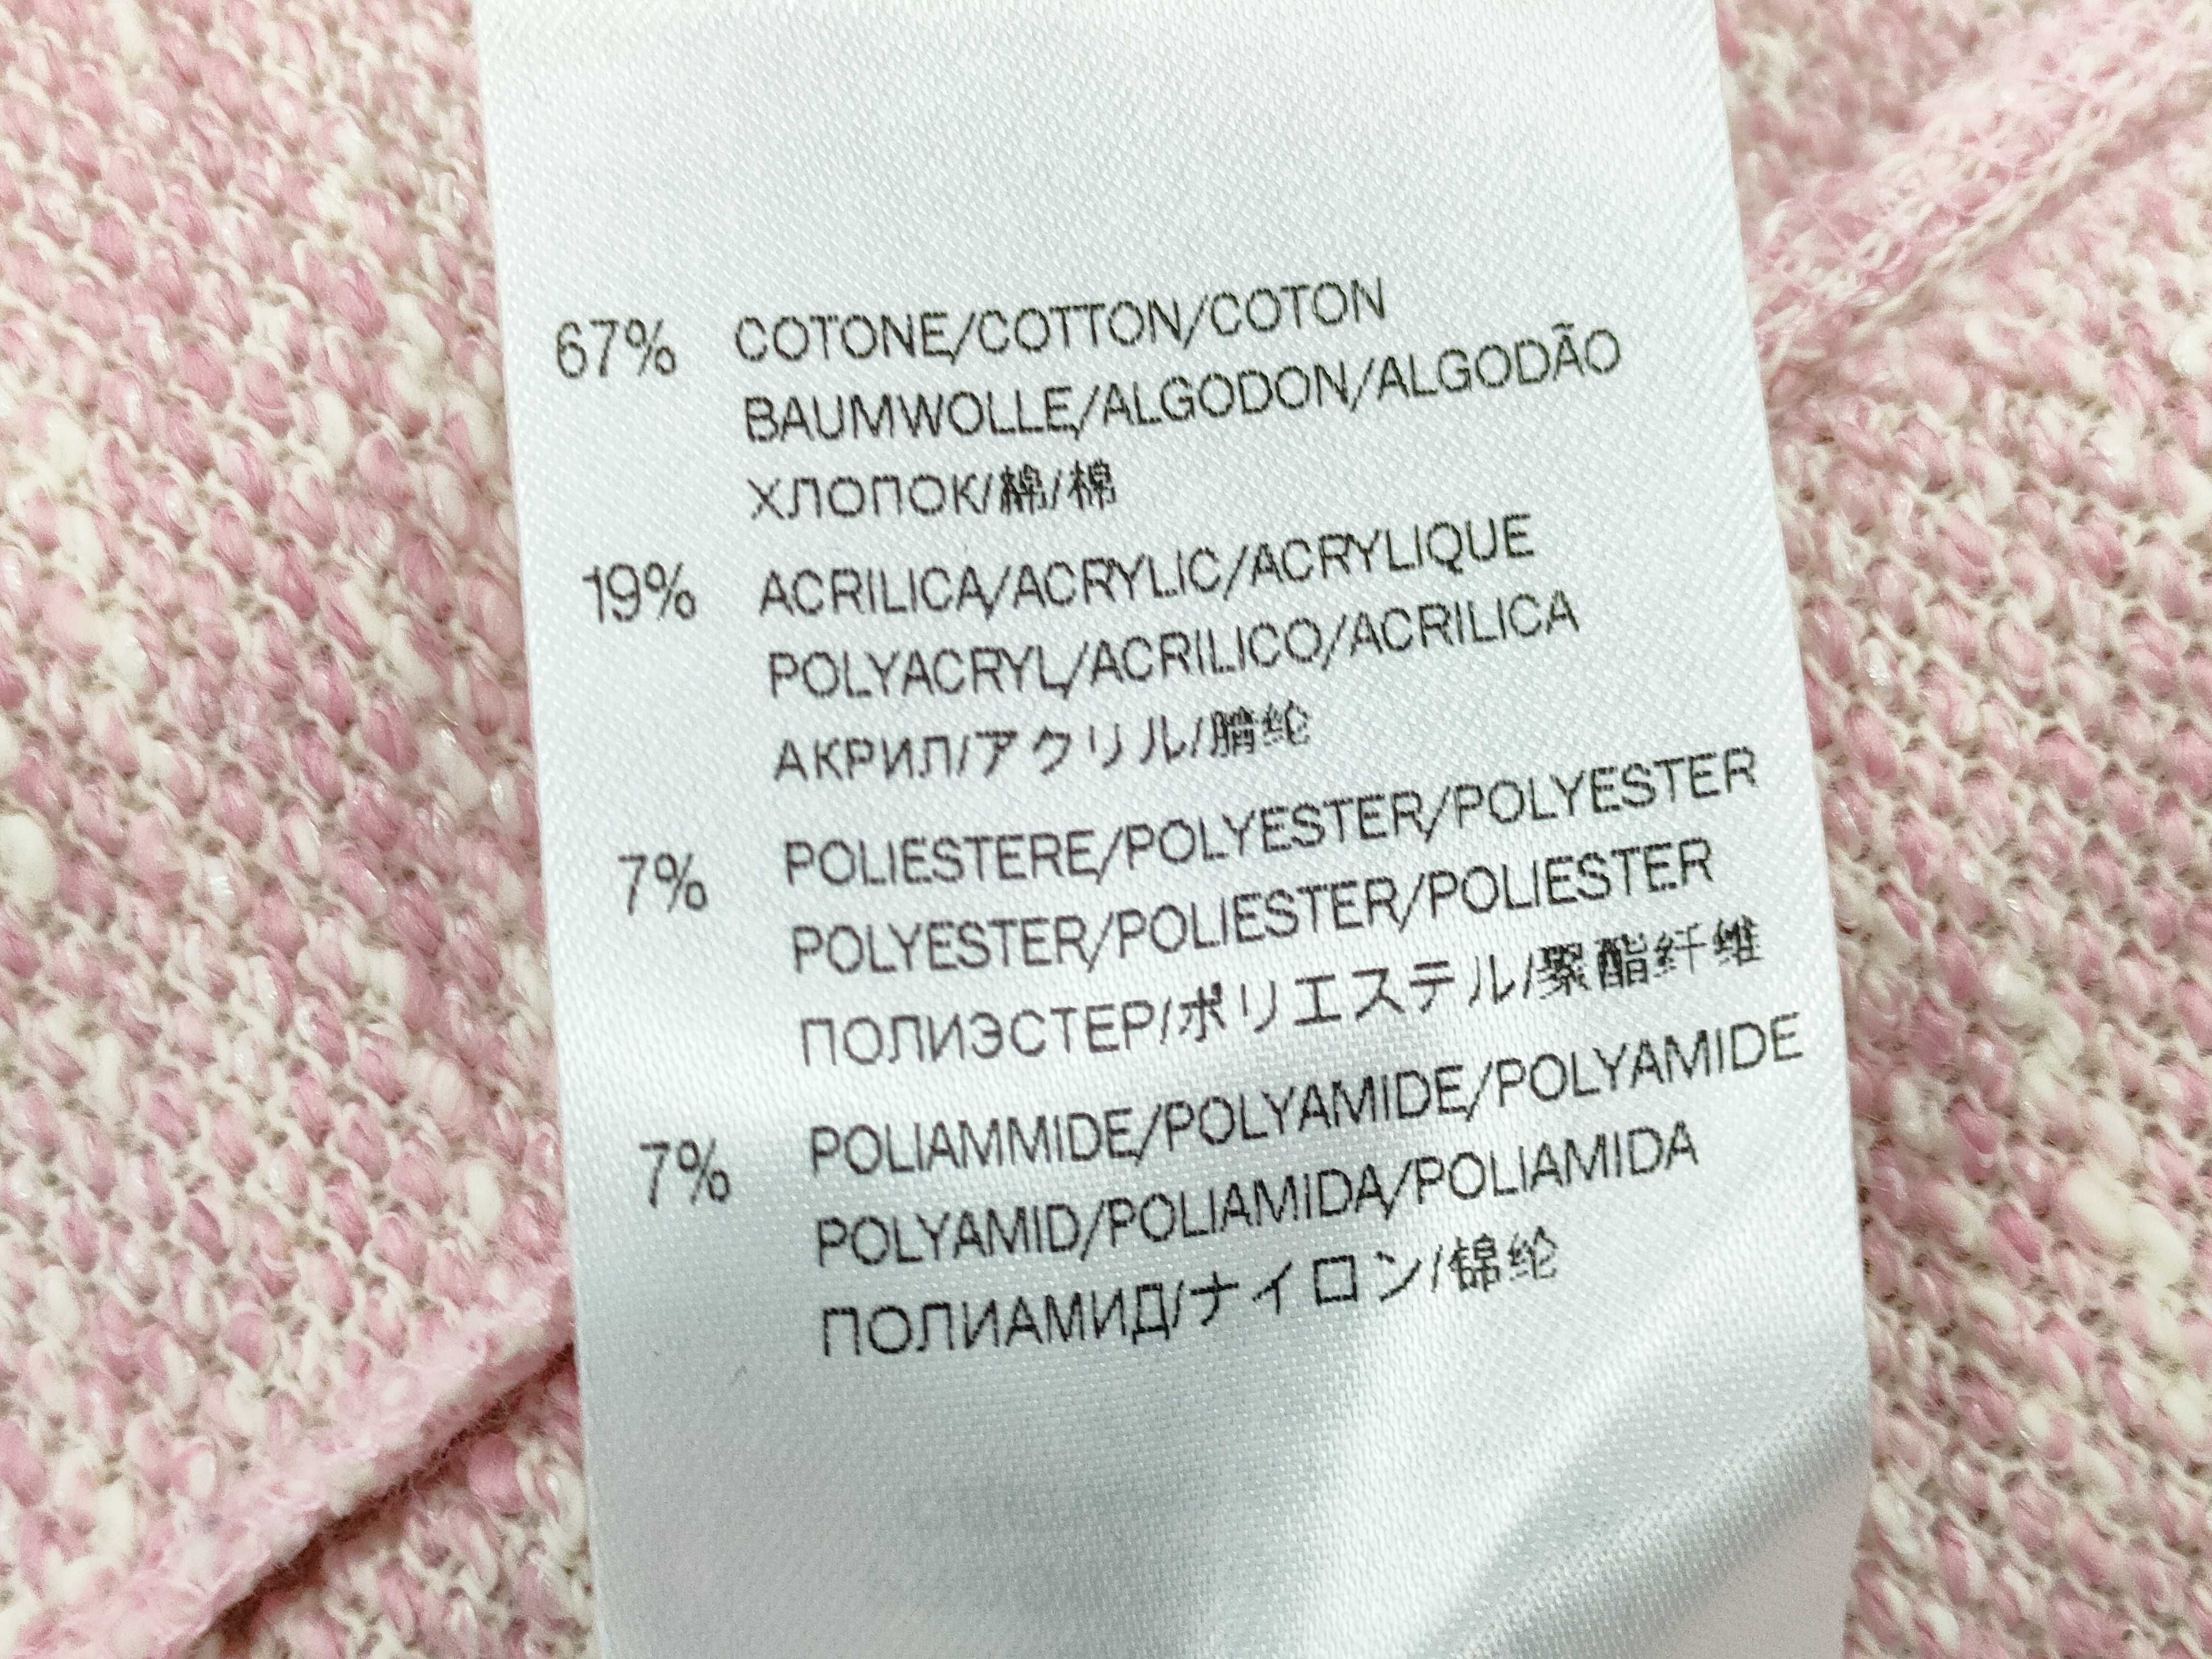 67% COTONE/COTTON/COTON
BAUMWOLLE/ALGODON/ALGODÃO
ХЛОПОК/棉/棉
19% ACRILICA/ACRYLIC/ACRYLIQUE
POLYACRYL/ACRILICO/ACRILICA
АКРИЛ/アクリル/腈纶
7% POLIESTERE/POLYESTER/POLYESTER
POLYESTER/POLIESTER/POLIESTER
ПОЛИЭСТЕР/ポリエステル/聚酯纤维
7% POLIAMMIDE/POLYAMIDE/POLYAMIDE
POLYAMID/POLIAMIDA/POLIAMIDA
ПОЛИАМИД/ナイロン/锦纶